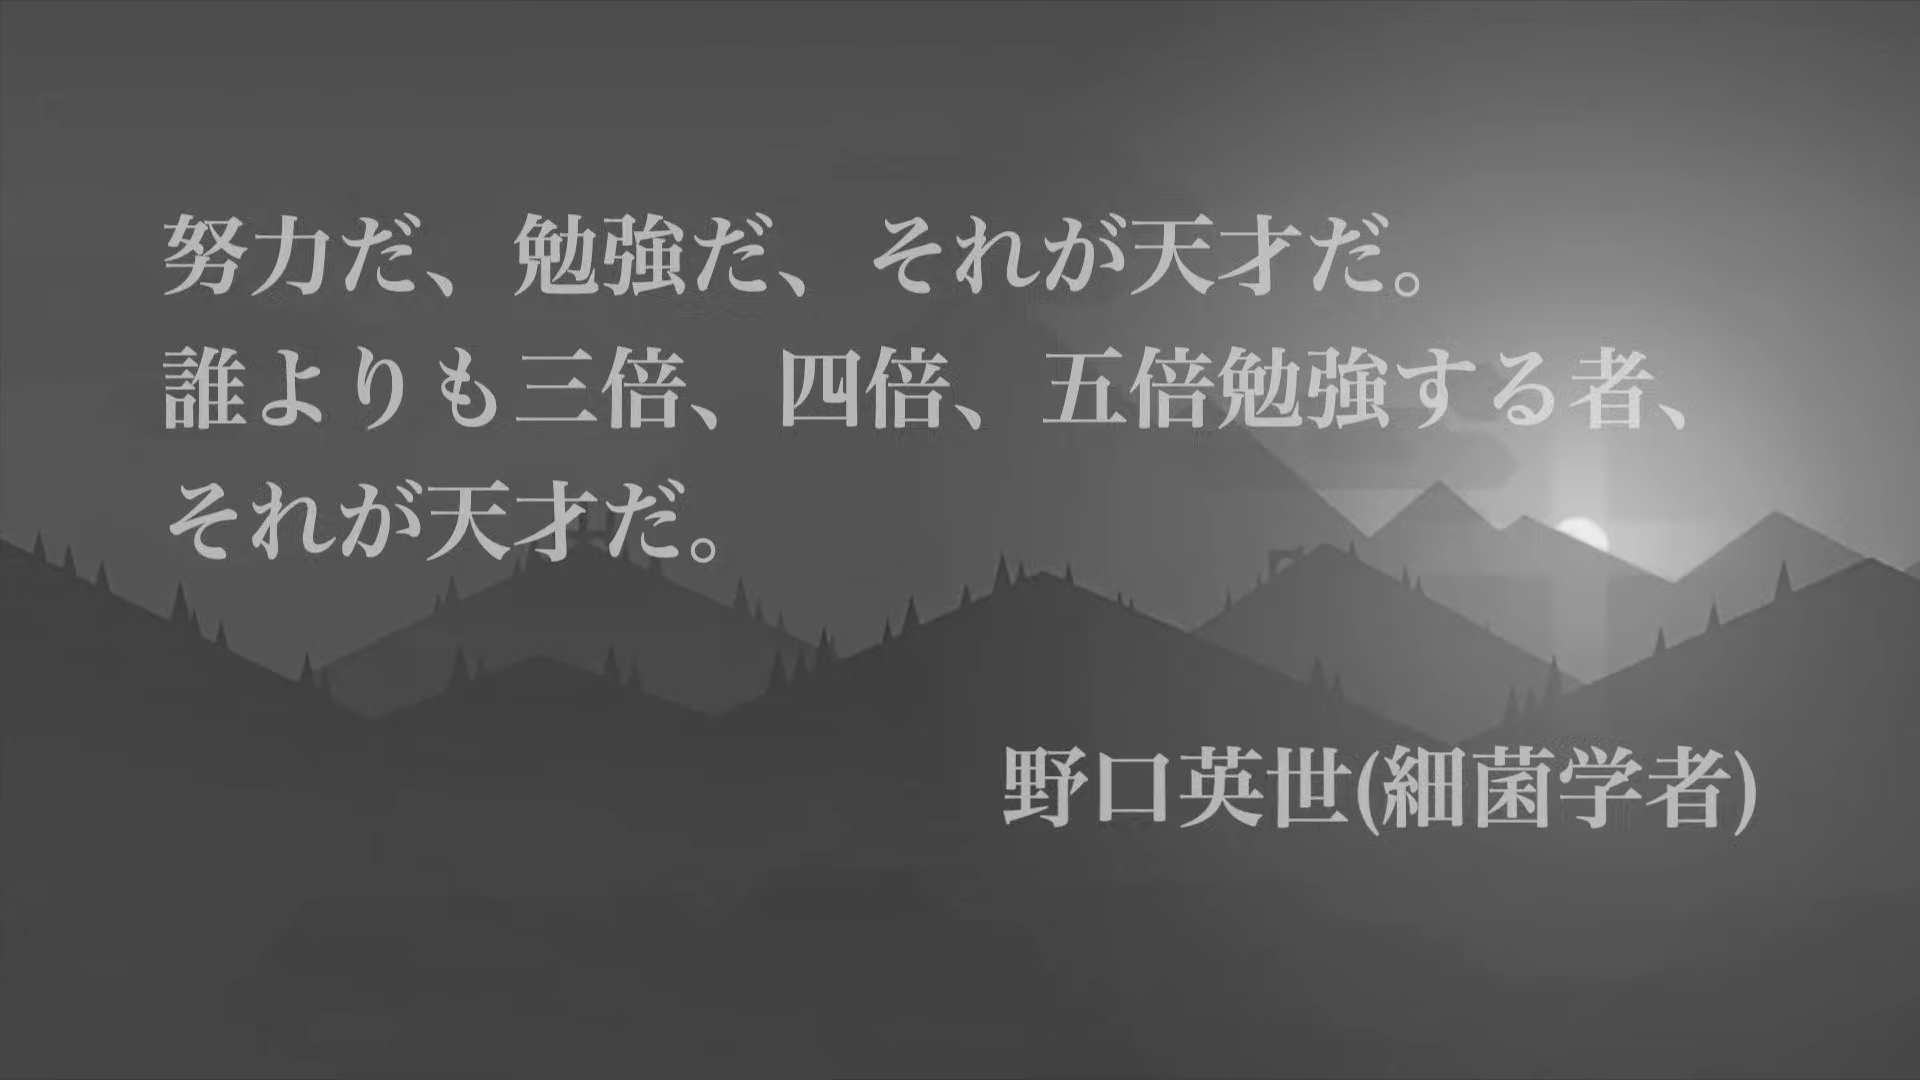 努力だ、勉強だ、それが天才だ。
誰よりも三倍、四倍、五倍勉強する者、
それが天才だ。
野口英世(細菌学者)